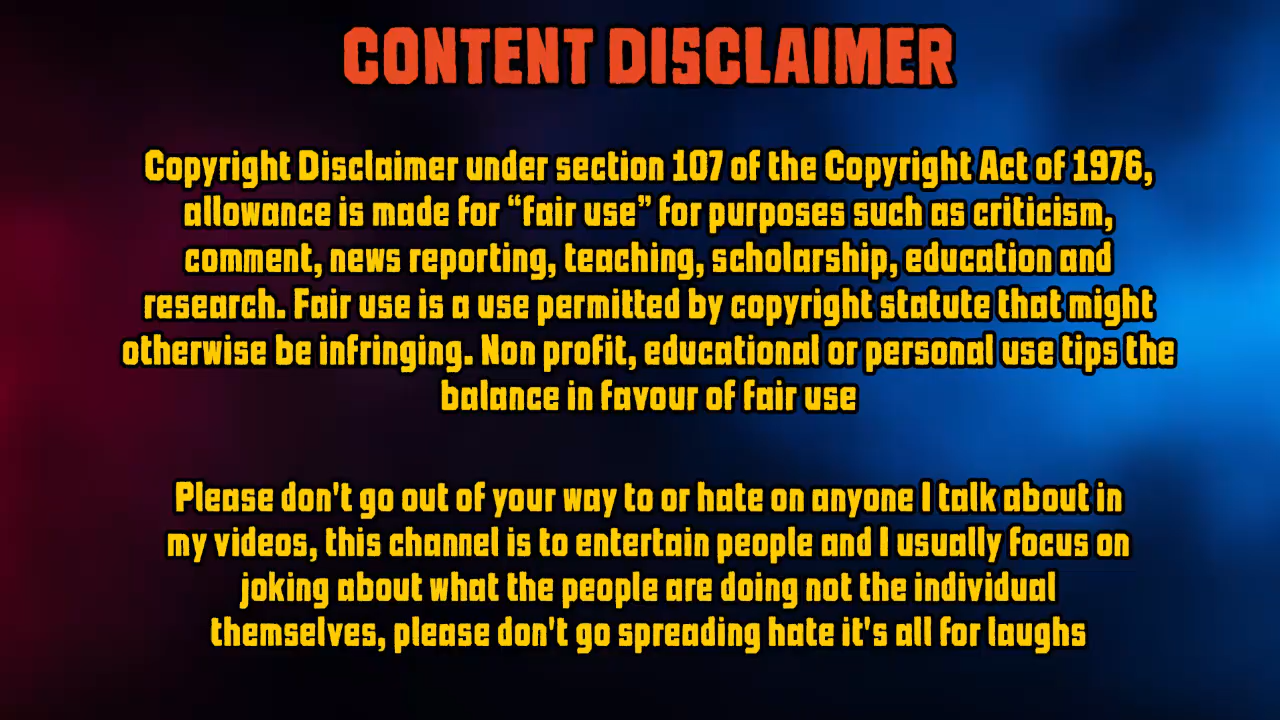 CONTENT DISCLAIMER
Copyright Disclaimer under section 107 of the Copyright Act of 1976,
allowance is made for “fair use” for purposes such as criticism,
comment, news reporting, teaching, scholarship, education and
research. Fair use is a use permitted by copyright statute that might
otherwise be infringing. Non profit, educational or personal use tips the
balance in favour of fair use
Please don't go out of your way to or hate on anyone I talk about in
my videos, this channel is to entertain people and I usually focus on
joking about what the people are doing not the individual
themselves, please don't go spreading hate it's all for laughs